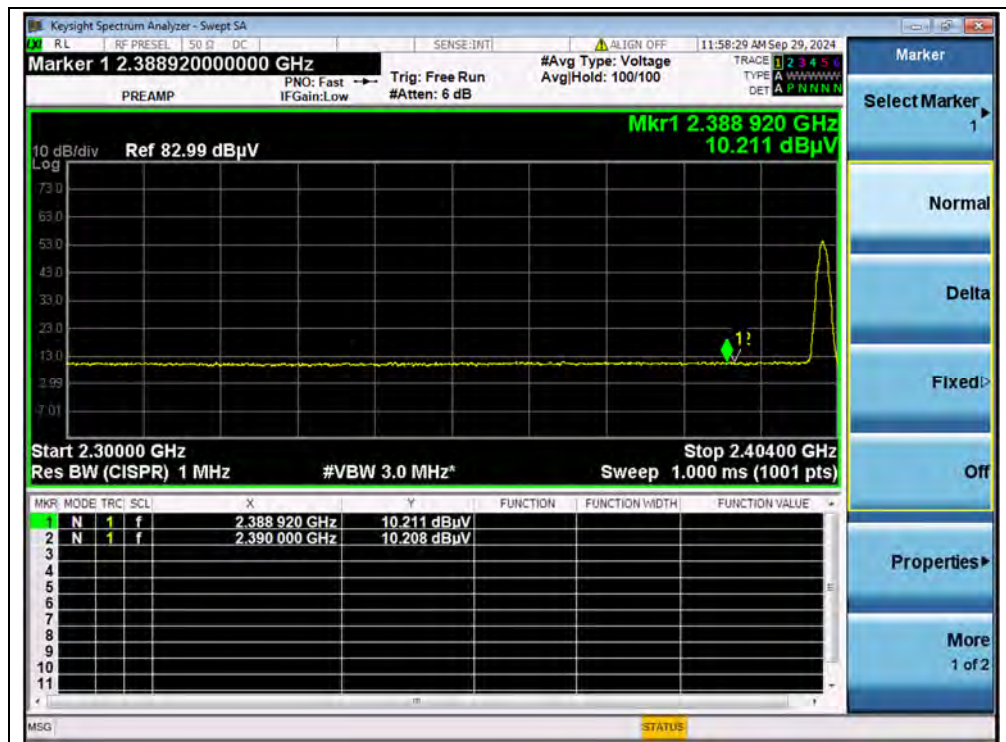 Keysight Spectrum Analyzer - Swept SA
LXI RL RF PRESEL 50 Ω DC SENSE:INT ALIGN OFF 11:58:29 AM Sep 29, 2024
Marker 1 2.388920000000 GHz
PREAMP
PNO: Fast
IFGain:Low
Trig: Free Run
#Atten: 6 dB
#Avg Type: Voltage
Avg|Hold: 100/100
TRACE 1 2 3 4 5 6
TYPE A WWWWW
DET A P N N N N
Mkr1 2.388 920 GHz
10.211 dBµV
10 dB/div Ref 82.99 dBµV
Log
73.0
63.0
53.0
43.0
33.0
23.0
13.0
2.99
-7.01
1
2
Start 2.30000 GHz Stop 2.40400 GHz
Res BW (CISPR) 1 MHz #VBW 3.0 MHz* Sweep 1.000 ms (1001 pts)
MKR MODE TRC SCL X Y FUNCTION FUNCTION WIDTH FUNCTION VALUE
1 N 1 f 2.388 920 GHz 10.211 dBµV
2 N 1 f 2.390 000 GHz 10.208 dBµV
3
4
5
6
7
8
9
10
11
MSG STATUS
Marker
Select Marker
1
Normal
Delta
Fixed
Off
Properties
More
1 of 2